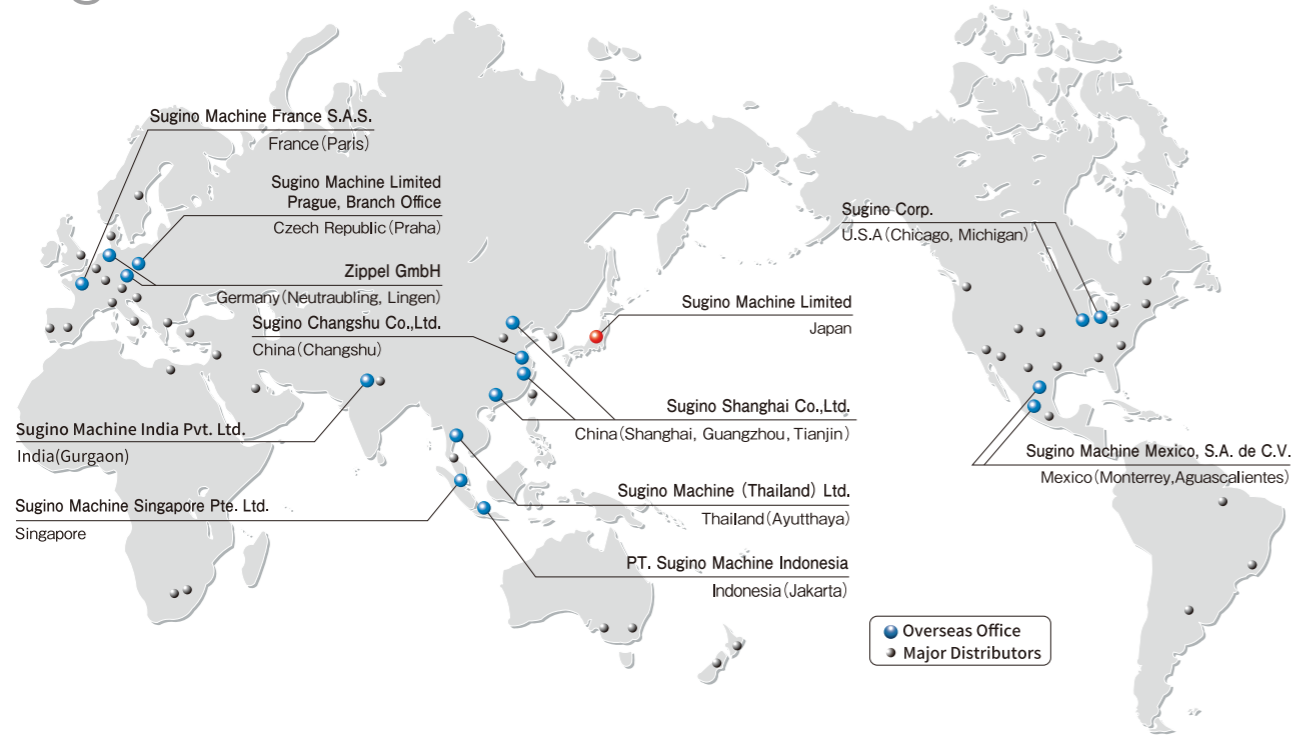 Sugino Machine France S.A.S.
France(Paris)
Sugino Machine Limited
Prague, Branch Office
Czech Republic(Praha)
Zippel GmbH
Germany(Neutraubling, Lingen)
Sugino Changshu Co.,Ltd.
China(Changshu)
Sugino Machine Limited
Japan
Sugino Corp.
U.S.A(Chicago, Michigan)
Sugino Shanghai Co.,Ltd.
China(Shanghai, Guangzhou, Tianjin)
Sugino Machine India Pvt. Ltd.
India(Gurgaon)
Sugino Machine Mexico, S.A. de C.V.
Mexico(Monterrey,Aguascalientes)
Sugino Machine (Thailand) Ltd.
Thailand(Ayutthaya)
Sugino Machine Singapore Pte. Ltd.
Singapore
PT. Sugino Machine Indonesia
Indonesia(Jakarta)
Overseas Office
Major Distributors